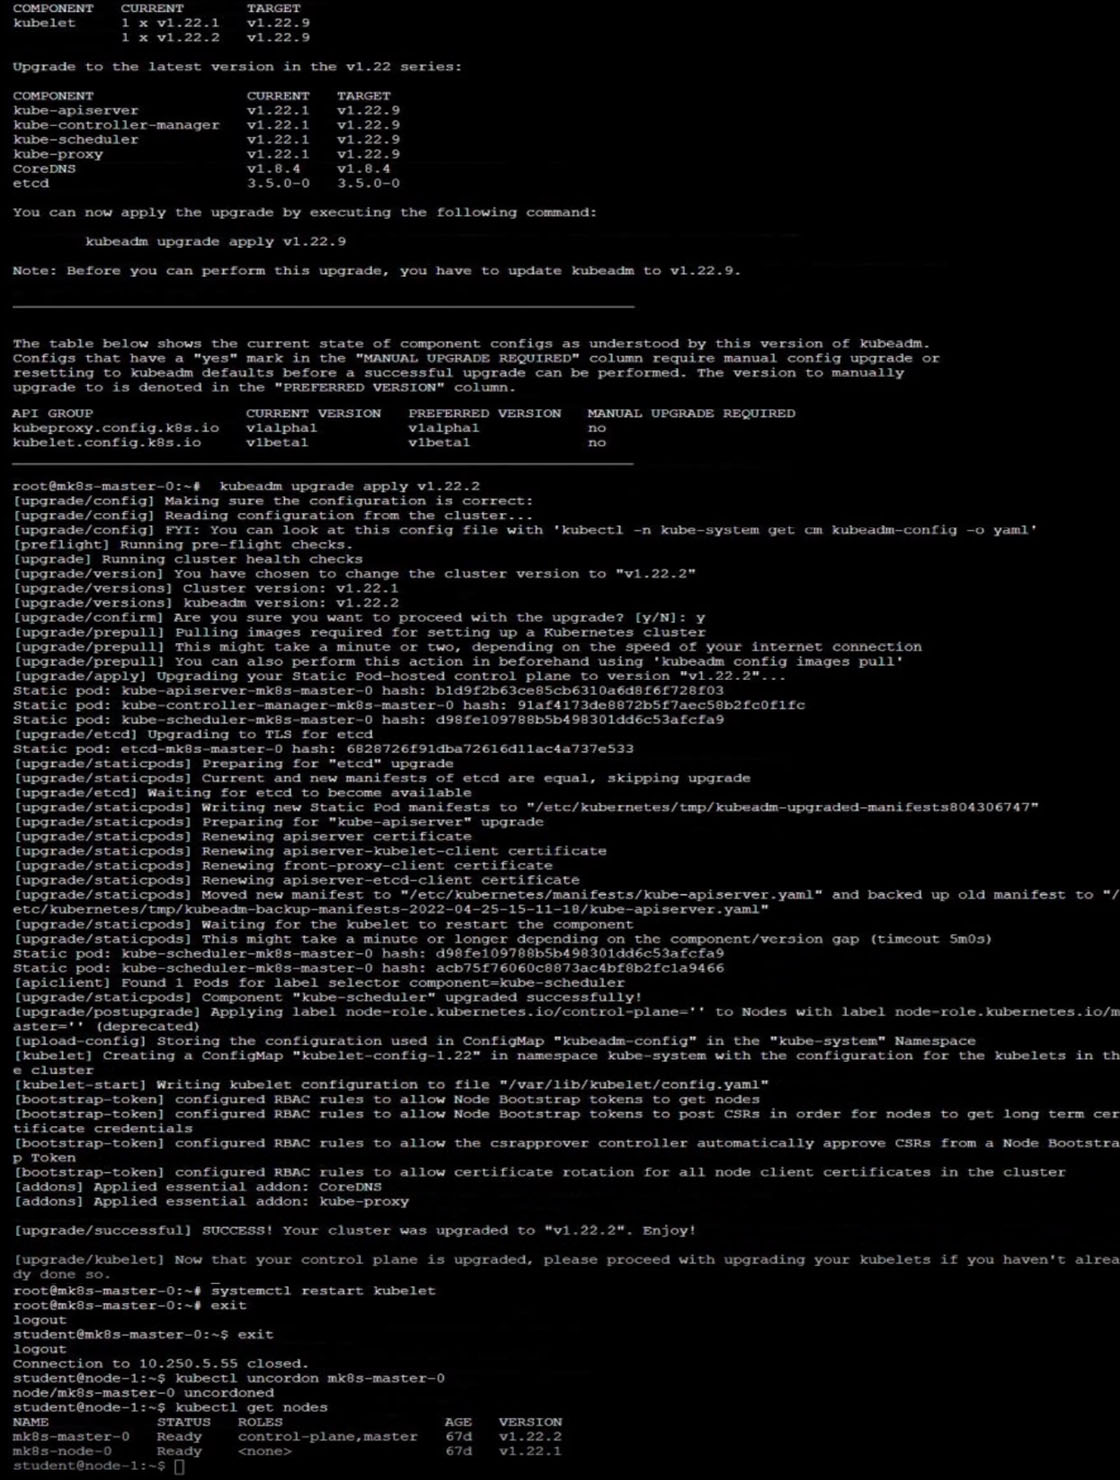 COMPONENT   CURRENT       TARGET
kubelet     1 x v1.22.1   v1.22.9
            1 x v1.22.2   v1.22.9
Upgrade to the latest version in the v1.22 series:
COMPONENT                 CURRENT   TARGET
kube-apiserver            v1.22.1   v1.22.9
kube-controller-manager   v1.22.1   v1.22.9
kube-scheduler            v1.22.1   v1.22.9
kube-proxy                v1.22.1   v1.22.9
CoreDNS                   v1.8.4    v1.8.4
etcd                      3.5.0-0   3.5.0-0
You can now apply the upgrade by executing the following command:
        kubeadm upgrade apply v1.22.9
Note: Before you can perform this upgrade, you have to update kubeadm to v1.22.9.
The table below shows the current state of component configs as understood by this version of kubeadm.
Configs that have a "yes" mark in the "MANUAL UPGRADE REQUIRED" column require manual config upgrade or
resetting to kubeadm defaults before a successful upgrade can be performed. The version to manually
upgrade to is denoted in the "PREFERRED VERSION" column.
API GROUP                 CURRENT VERSION   PREFERRED VERSION   MANUAL UPGRADE REQUIRED
kubeproxy.config.k8s.io   v1alpha1          v1alpha1            no
kubelet.config.k8s.io     v1beta1           v1beta1             no
root@mk8s-master-0:~#  kubeadm upgrade apply v1.22.2
[upgrade/config] Making sure the configuration is correct:
[upgrade/config] Reading configuration from the cluster...
[upgrade/config] FYI: You can look at this config file with 'kubectl -n kube-system get cm kubeadm-config -o yaml'
[preflight] Running pre-flight checks.
[upgrade] Running cluster health checks
[upgrade/version] You have chosen to change the cluster version to "v1.22.2"
[upgrade/versions] Cluster version: v1.22.1
[upgrade/versions] kubeadm version: v1.22.2
[upgrade/confirm] Are you sure you want to proceed with the upgrade? [y/N]: y
[upgrade/prepull] Pulling images required for setting up a Kubernetes cluster
[upgrade/prepull] This might take a minute or two, depending on the speed of your internet connection
[upgrade/prepull] You can also perform this action in beforehand using 'kubeadm config images pull'
[upgrade/apply] Upgrading your Static Pod-hosted control plane to version "v1.22.2"...
Static pod: kube-apiserver-mk8s-master-0 hash: b1d9f2b63ce85cb6310a6d8f6f728f03
Static pod: kube-controller-manager-mk8s-master-0 hash: 91af4173de8872b5f7aec58b2fc0f1fc
Static pod: kube-scheduler-mk8s-master-0 hash: d98fe109788b5b498301dd6c53afcfa9
[upgrade/etcd] Upgrading to TLS for etcd
Static pod: etcd-mk8s-master-0 hash: 6828726f91dba72616d11ac4a737e533
[upgrade/staticpods] Preparing for "etcd" upgrade
[upgrade/staticpods] Current and new manifests of etcd are equal, skipping upgrade
[upgrade/etcd] Waiting for etcd to become available
[upgrade/staticpods] Writing new Static Pod manifests to "/etc/kubernetes/tmp/kubeadm-upgraded-manifests804306747"
[upgrade/staticpods] Preparing for "kube-apiserver" upgrade
[upgrade/staticpods] Renewing apiserver certificate
[upgrade/staticpods] Renewing apiserver-kubelet-client certificate
[upgrade/staticpods] Renewing front-proxy-client certificate
[upgrade/staticpods] Renewing apiserver-etcd-client certificate
[upgrade/staticpods] Moved new manifest to "/etc/kubernetes/manifests/kube-apiserver.yaml" and backed up old manifest to "/
etc/kubernetes/tmp/kubeadm-backup-manifests-2022-04-25-15-11-18/kube-apiserver.yaml"
[upgrade/staticpods] Waiting for the kubelet to restart the component
[upgrade/staticpods] This might take a minute or longer depending on the component/version gap (timeout 5m0s)
Static pod: kube-scheduler-mk8s-master-0 hash: d98fe109788b5b498301dd6c53afcfa9
Static pod: kube-scheduler-mk8s-master-0 hash: acb75f76060c8873ac4bf8b2fc1a9466
[apiclient] Found 1 Pods for label selector component=kube-scheduler
[upgrade/staticpods] Component "kube-scheduler" upgraded successfully!
[upgrade/postupgrade] Applying label node-role.kubernetes.io/control-plane='' to Nodes with label node-role.kubernetes.io/m
aster='' (deprecated)
[upload-config] Storing the configuration used in ConfigMap "kubeadm-config" in the "kube-system" Namespace
[kubelet] Creating a ConfigMap "kubelet-config-1.22" in namespace kube-system with the configuration for the kubelets in th
e cluster
[kubelet-start] Writing kubelet configuration to file "/var/lib/kubelet/config.yaml"
[bootstrap-token] configured RBAC rules to allow Node Bootstrap tokens to get nodes
[bootstrap-token] configured RBAC rules to allow Node Bootstrap tokens to post CSRs in order for nodes to get long term cer
tificate credentials
[bootstrap-token] configured RBAC rules to allow the csrapprover controller automatically approve CSRs from a Node Bootstra
p Token
[bootstrap-token] configured RBAC rules to allow certificate rotation for all node client certificates in the cluster
[addons] Applied essential addon: CoreDNS
[addons] Applied essential addon: kube-proxy
[upgrade/successful] SUCCESS! Your cluster was upgraded to "v1.22.2". Enjoy!
[upgrade/kubelet] Now that your control plane is upgraded, please proceed with upgrading your kubelets if you haven't alrea
dy done so.
root@mk8s-master-0:~# systemctl restart kubelet
root@mk8s-master-0:~# exit
logout
student@mk8s-master-0:~$ exit
logout
Connection to 10.250.5.55 closed.
student@node-1:~$ kubectl uncordon mk8s-master-0
node/mk8s-master-0 uncordoned
student@node-1:~$ kubectl get nodes
NAME            STATUS   ROLES                  AGE   VERSION
mk8s-master-0   Ready    control-plane,master   67d   v1.22.2
mk8s-node-0     Ready    <none>                 67d   v1.22.1
student@node-1:~$